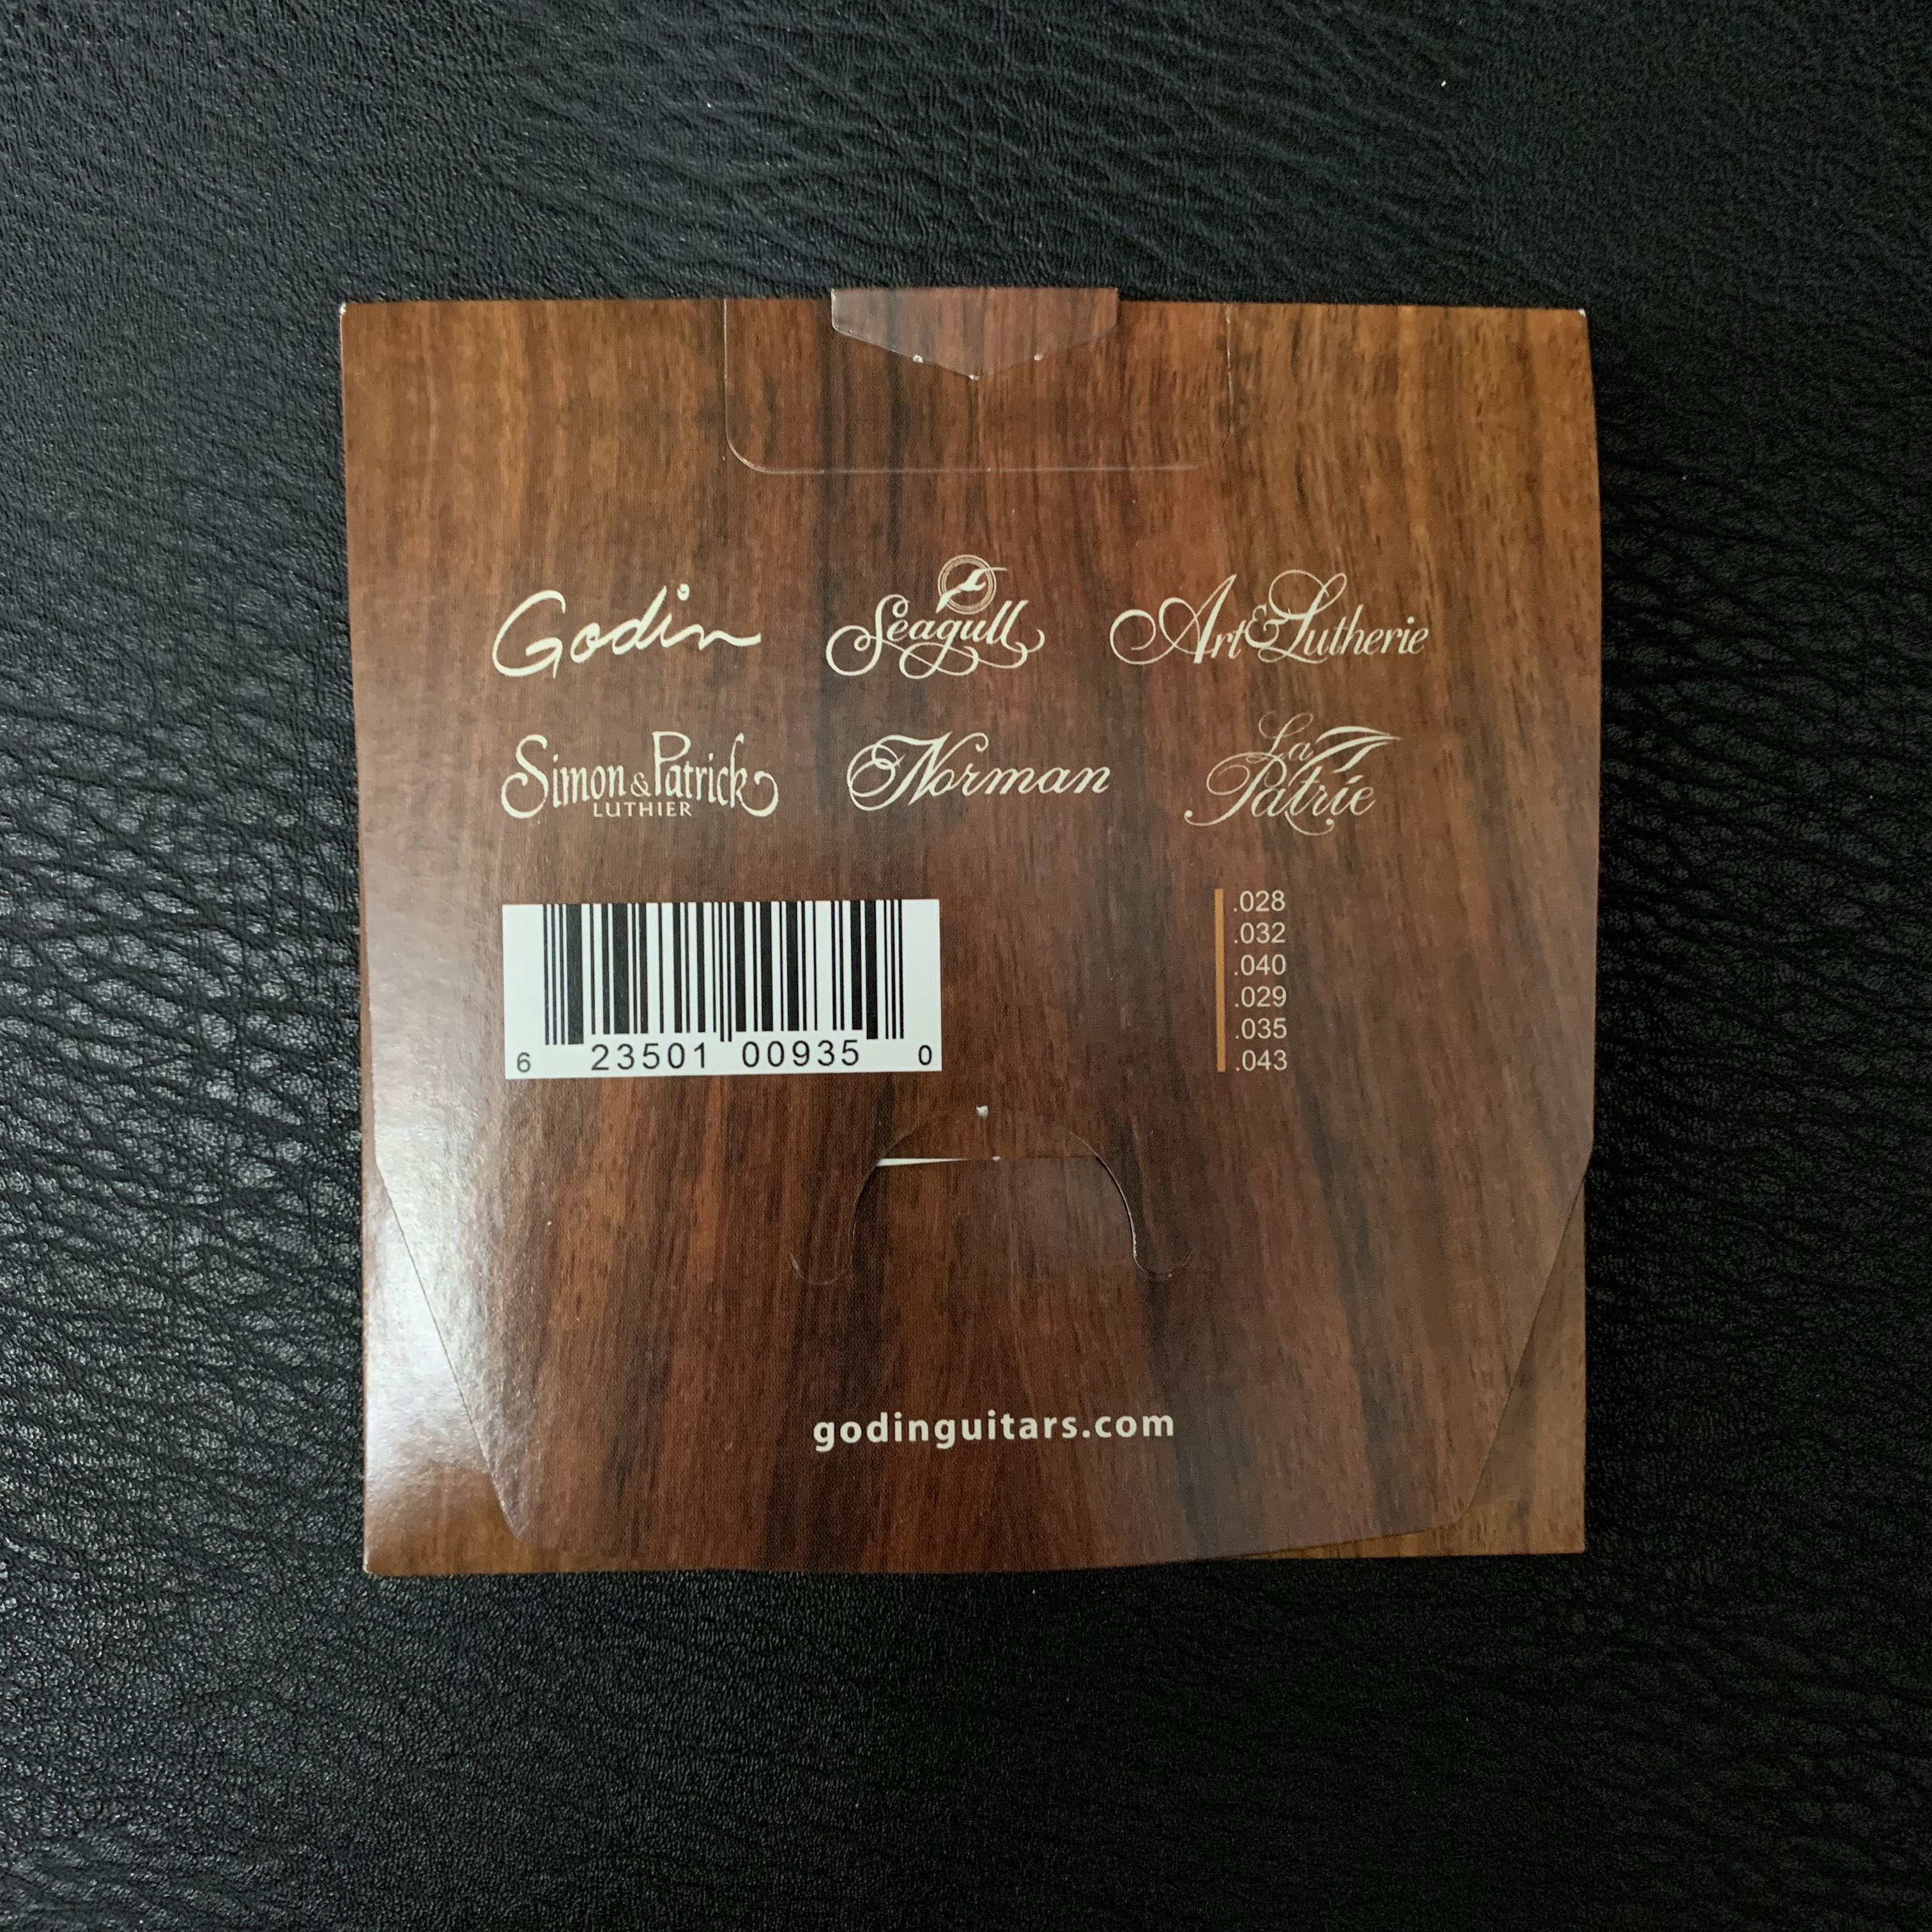 Godin
Seagull
Art & Lutherie
Simon & Patrick
LUTHIER
Norman
La
Patrie
6 23501 00935 0
.028
.032
.040
.029
.035
.043
godinguitars.com